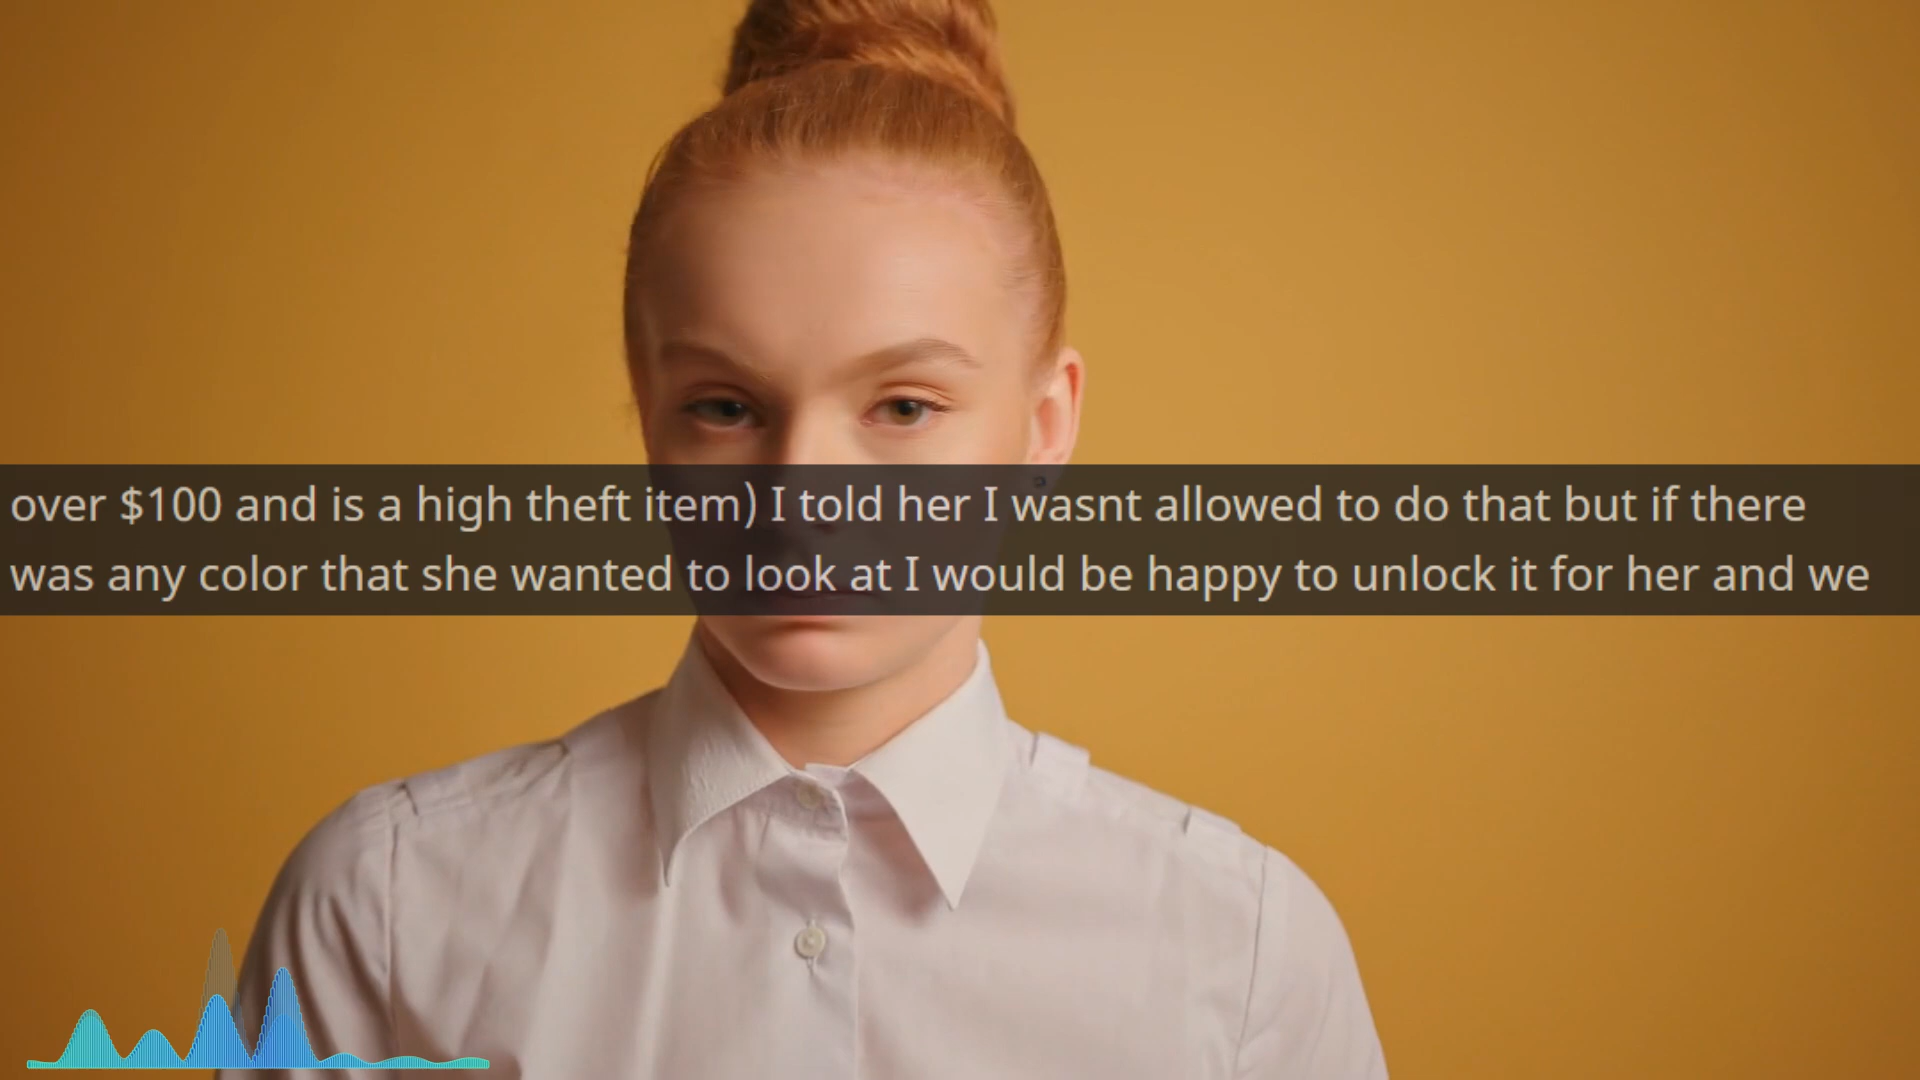 over $100 and is a high theft item) I told her I wasnt allowed to do that but if there
was any color that she wanted to look at I would be happy to unlock it for her and we